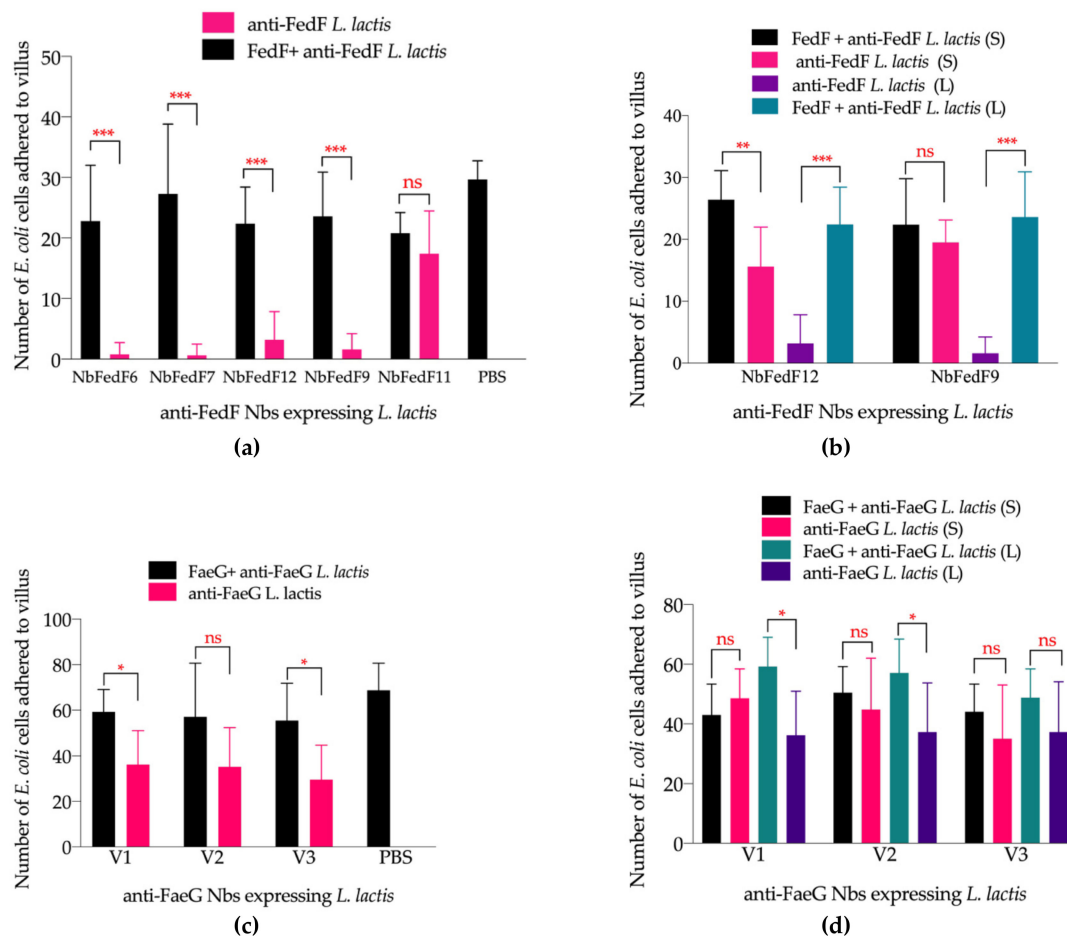 anti-FedF L. lactis
FedF+ anti-FedF L. lactis
Number of E. coli cells adhered to villus
50
40
30
20
10
0
***
***
***
***
ns
NbFedF6 NbFedF7 NbFedF12 NbFedF9 NbFedF11 PBS
anti-FedF Nbs expressing L. lactis
(a)
FedF + anti-FedF L. lactis (S)
anti-FedF L. lactis (S)
anti-FedF L. lactis (L)
FedF + anti-FedF L. lactis (L)
Number of E. coli cells adhered to villus
40
30
20
10
0
**
***
ns
***
NbFedF12 NbFedF9
anti-FedF Nbs expressing L. lactis
(b)
FaeG+ anti-FaeG L. lactis
anti-FaeG L. lactis
Number of E. coli cells adhered to villus
100
80
60
40
20
0
*
ns
*
V1 V2 V3 PBS
anti-FaeG Nbs expressing L. lactis
(c)
FaeG + anti-FaeG L. lactis (S)
anti-FaeG L. lactis (S)
FaeG + anti-FaeG L. lactis (L)
anti-FaeG L. lactis (L)
Number of E. coli cells adhered to villus
80
60
40
20
0
ns
*
ns
*
ns
ns
V1 V2 V3
anti-FaeG Nbs expressing L. lactis
(d)